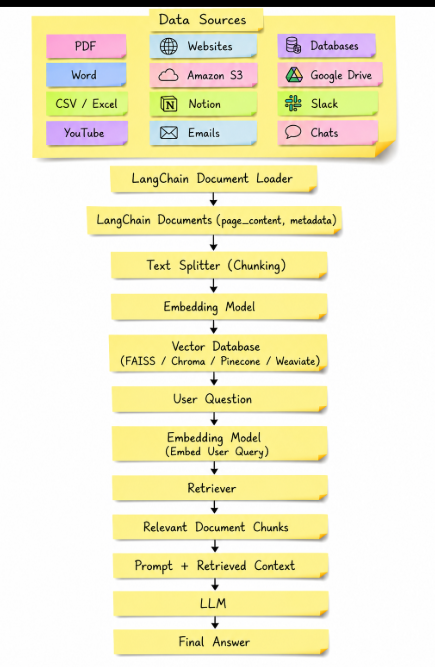 Data Sources
PDF
Websites
Databases
Word
Amazon S3
Google Drive
CSV / Excel
Notion
Slack
YouTube
Emails
Chats
LangChain Document Loader
LangChain Documents (page_content, metadata)
Text Splitter (Chunking)
Embedding Model
Vector Database
(FAISS / Chroma / Pinecone / Weaviate)
User Question
Embedding Model
(Embed User Query)
Retriever
Relevant Document Chunks
Prompt + Retrieved Context
LLM
Final Answer